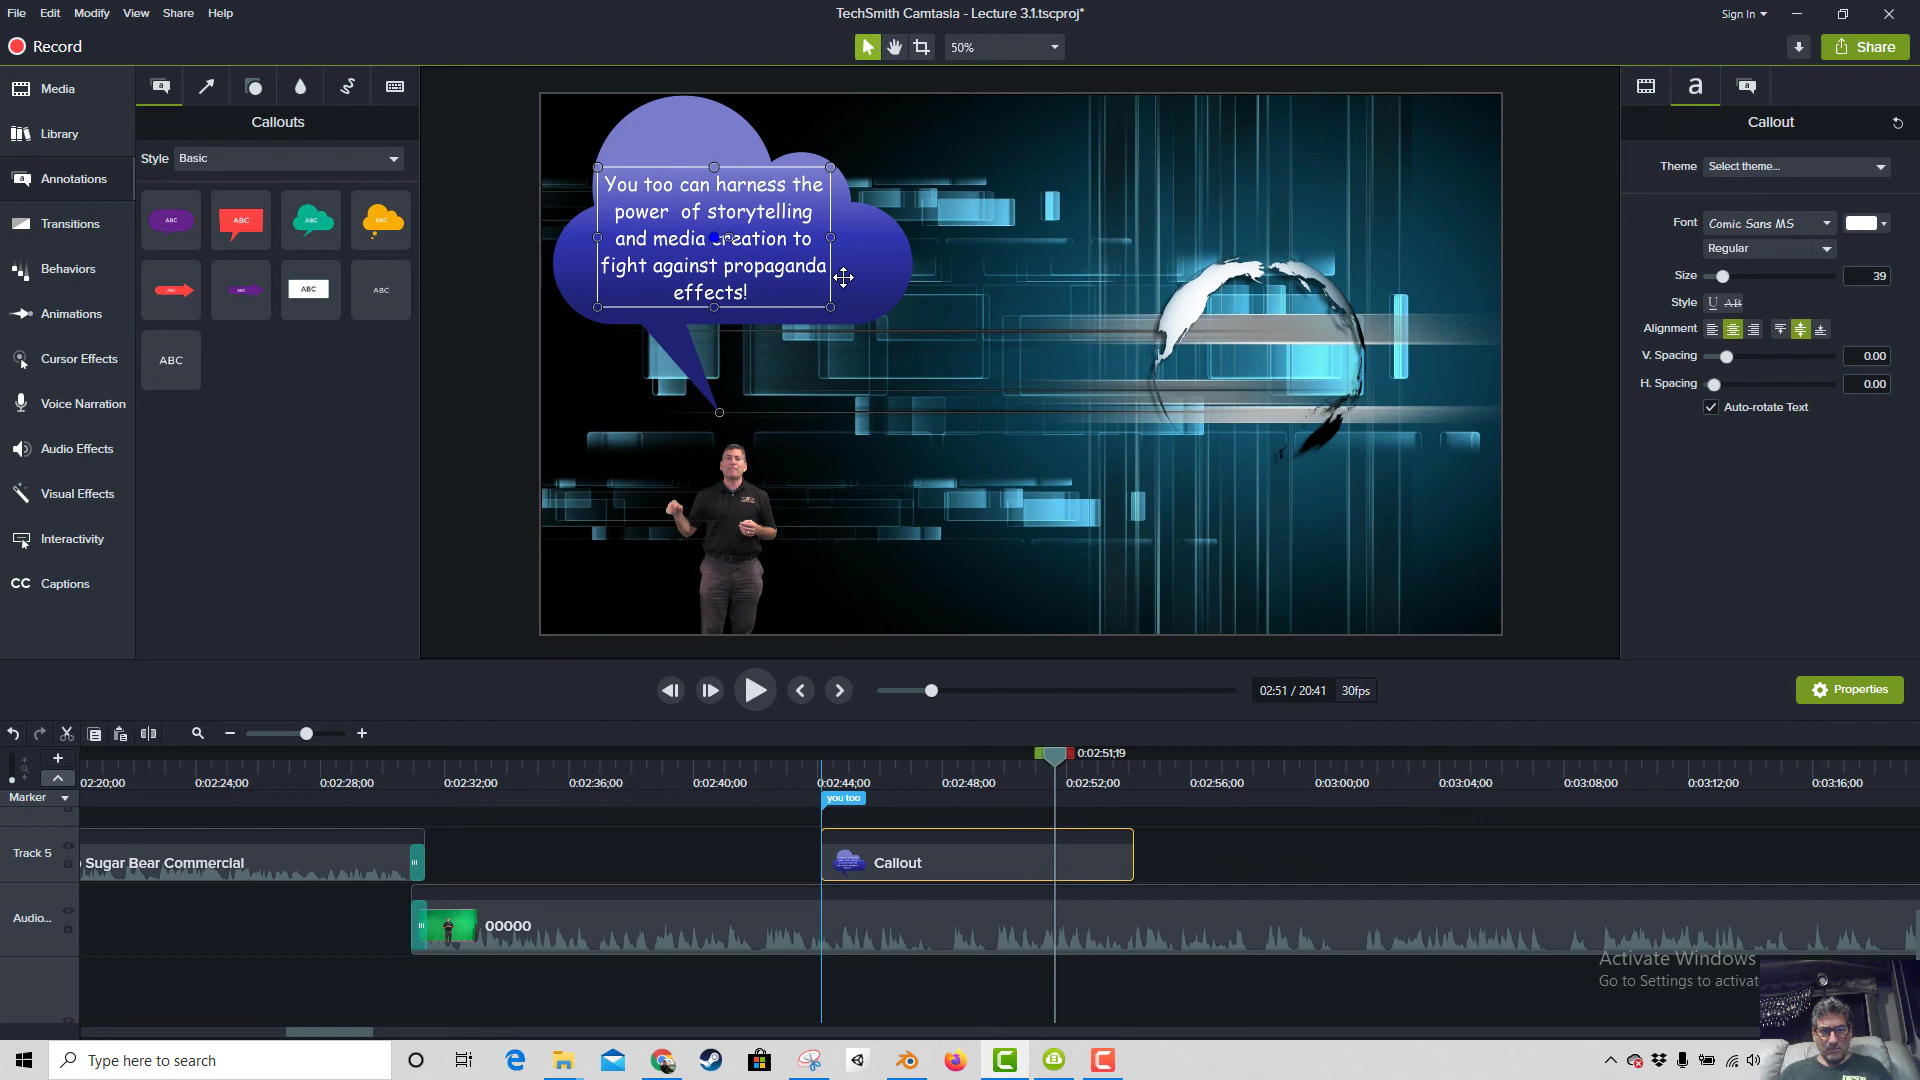 File Edit Modify View Share Help
TechSmith Camtasia - Lecture 3.1.tscproj*
Sign In
Record
50%
Share
Media
Library
Annotations
Transitions
Behaviors
Animations
Cursor Effects
Voice Narration
Audio Effects
Visual Effects
Interactivity
CC Captions
Callouts
Style Basic
ABC ABC ABC ABC
ABC ABC
ABC
You too can harness the
power of storytelling
and media creation to
fight against propaganda
effects!
Callout
Theme Select theme...
Font Comic Sans MS
Regular
Size 39
Style U AB
Alignment
V. Spacing 0.00
H. Spacing 0.00
Auto-rotate Text
02:51 / 20:41 30fps
Properties
0:02:51;19
02:20;00 0:02:24;00 0:02:28;00 0:02:32;00 0:02:36;00 0:02:40;00 0:02:44;00 0:02:48;00 0:02:52;00 0:02:56;00 0:03:00;00 0:03:04;00 0:03:08;00 0:03:12;00 0:03:16;00
Marker
you too
Track 5
Sugar Bear Commercial
Callout
Audio...
00000
Activate Windows
Go to Settings to activat
Type here to search